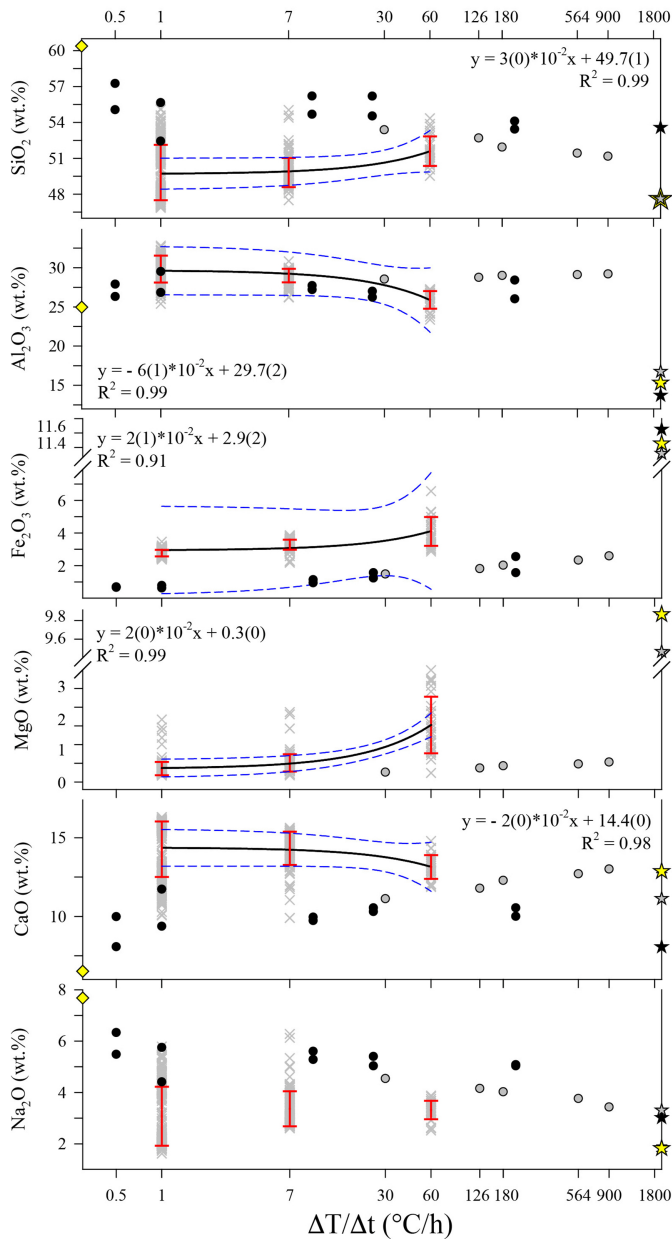 0.5 1 7 30 60 126 180 564 900 1800
60
57
54
51
48
SiO₂ (wt.%)
y = 3(0)*10⁻²x + 49.7(1)
R² = 0.99
30
25
20
15
Al₂O₃ (wt.%)
y = - 6(1)*10⁻²x + 29.7(2)
R² = 0.99
11.6
11.4
6
4
2
Fe₂O₃ (wt.%)
y = 2(1)*10⁻²x + 2.9(2)
R² = 0.91
9.8
9.6
3
2
1
0
MgO (wt.%)
y = 2(0)*10⁻²x + 0.3(0)
R² = 0.99
15
10
CaO (wt.%)
y = - 2(0)*10⁻²x + 14.4(0)
R² = 0.98
8
6
4
2
Na₂O (wt.%)
0.5 1 7 30 60 126 180 564 900 1800
ΔT/Δt (°C/h)